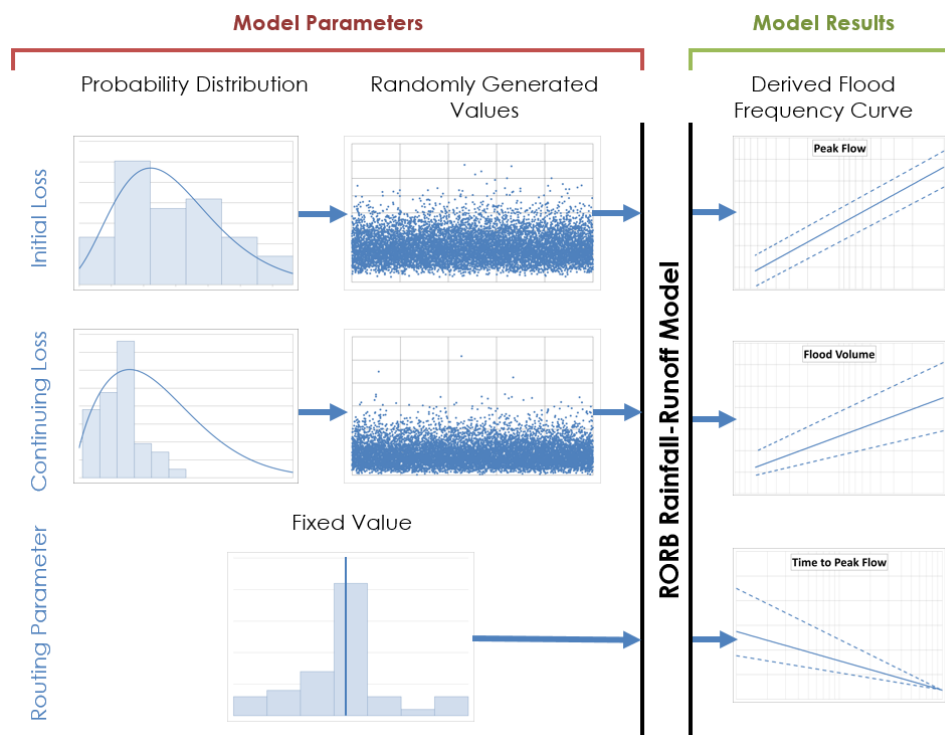 Model Parameters
Model Results
Probability Distribution
Randomly Generated
Values
Derived Flood
Frequency Curve
Initial Loss
Peak Flow
Continuing Loss
Flood Volume
RORB Rainfall-Runoff Model
Routing Parameter
Fixed Value
Time to Peak Flow